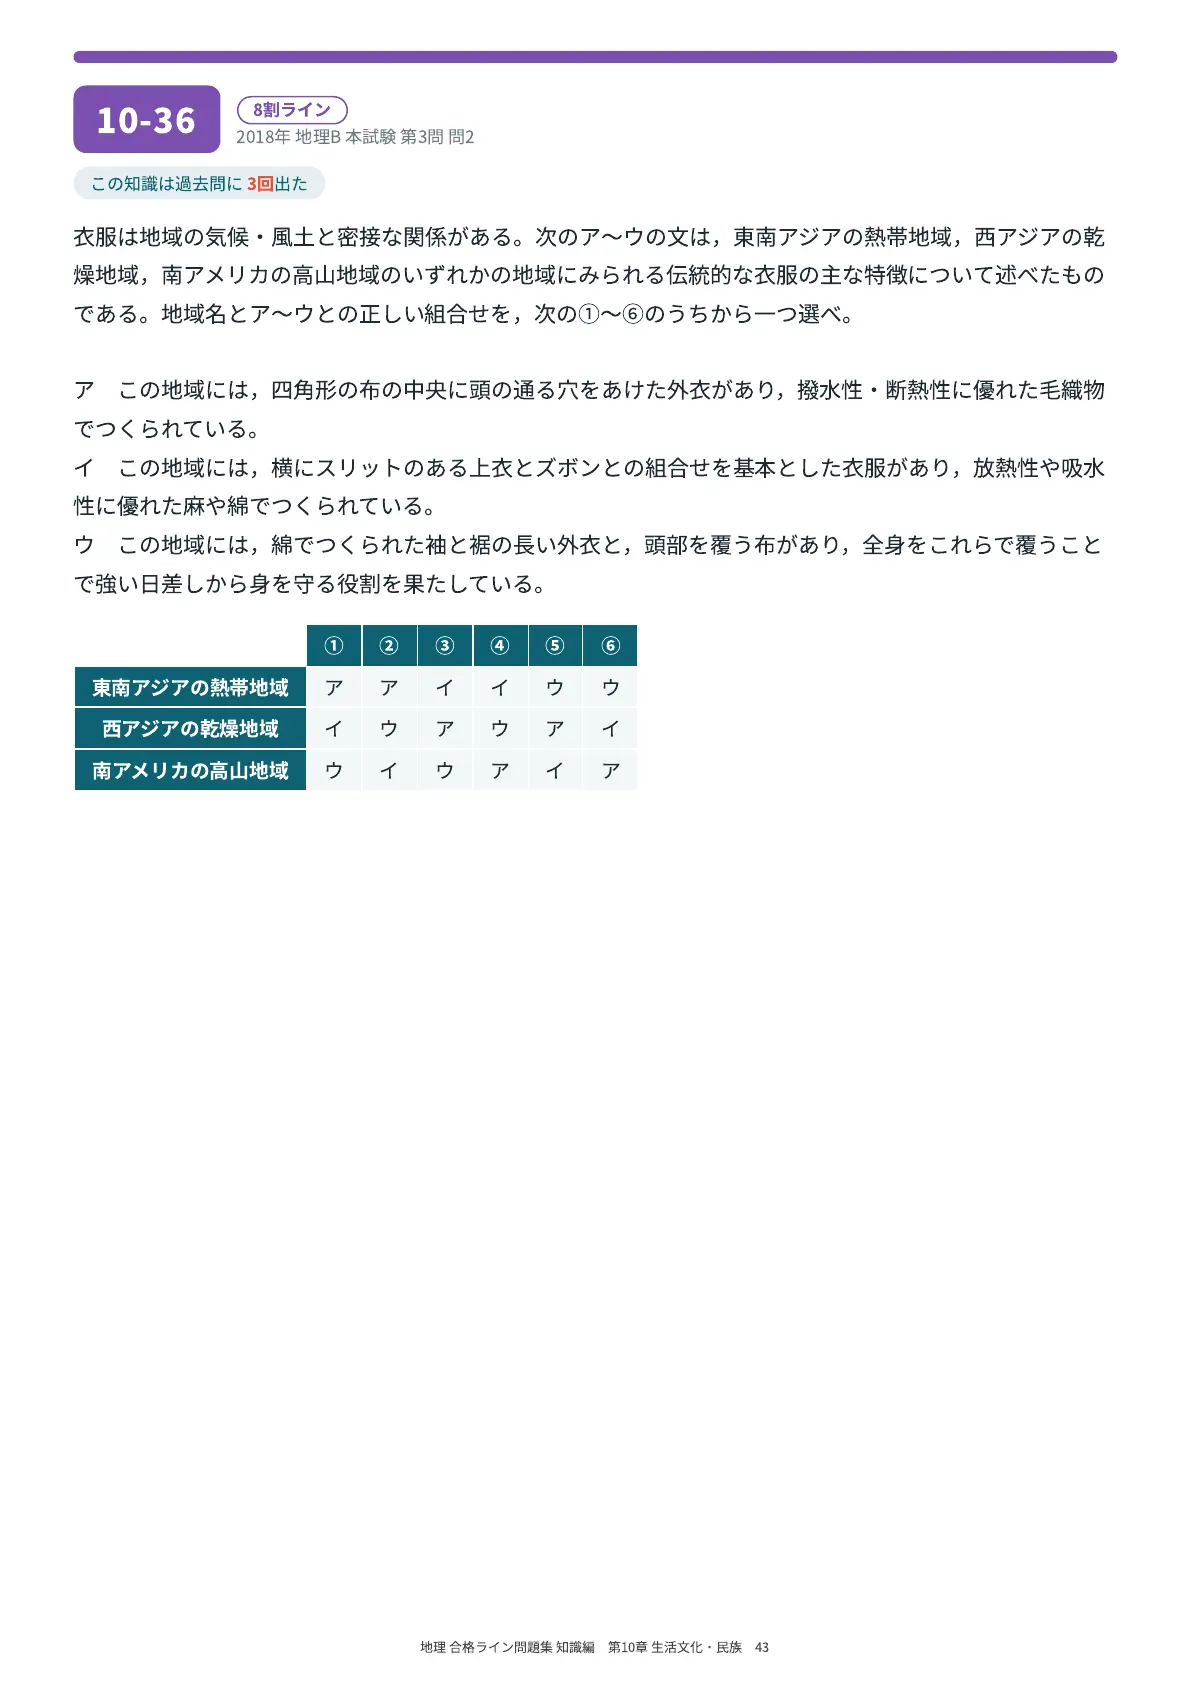 10-36
8割ライン
2018年 地理B 本試験 第3問 問2
この知識は過去問に 3回出た
衣服は地域の気候・風土と密接な関係がある。次のア～ウの文は，東南アジアの熱帯地域，西アジアの乾
燥地域，南アメリカの高山地域のいずれかの地域にみられる伝統的な衣服の主な特徴について述べたもの
である。地域名とア～ウとの正しい組合せを，次の①～⑥のうちから一つ選べ。
ア　この地域には，四角形の布の中央に頭の通る穴をあけた外衣があり，撥水性・断熱性に優れた毛織物
でつくられている。
イ　この地域には，横にスリットのある上衣とズボンとの組合せを基本とした衣服があり，放熱性や吸水
性に優れた麻や綿でつくられている。
ウ　この地域には，綿でつくられた袖と裾の長い外衣と，頭部を覆う布があり，全身をこれらで覆うこと
で強い日差しから身を守る役割を果たしている。
① ② ③ ④ ⑤ ⑥
東南アジアの熱帯地域 ア ア イ イ ウ ウ
西アジアの乾燥地域 イ ウ ア ウ ア イ
南アメリカの高山地域 ウ イ ウ ア イ ア
地理 合格ライン問題集 知識編　第10章 生活文化・民族　43